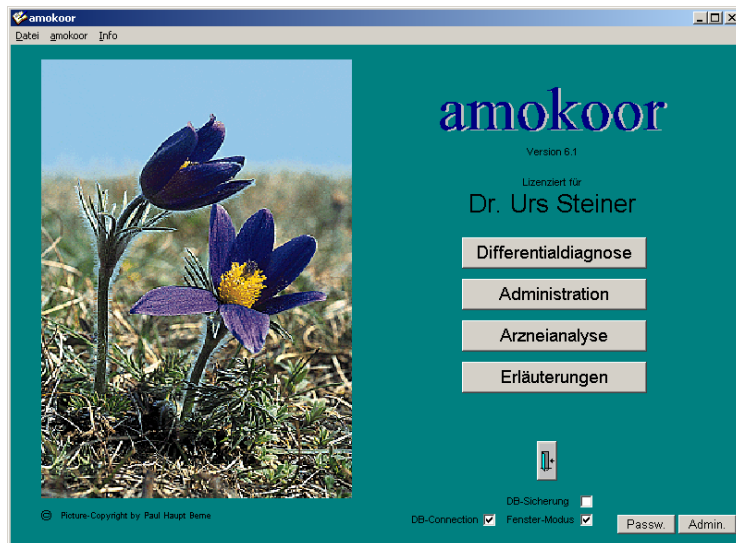 amokoor
Datei amokoor Info
amokoor
Version 6.1
Lizenziert für
Dr. Urs Steiner
Differentialdiagnose
Administration
Arzneianalyse
Erläuterungen
DB-Sicherung
DB-Connection Fenster-Modus
Passw. Admin.
© Picture-Copyright by Paul Haupt Berne